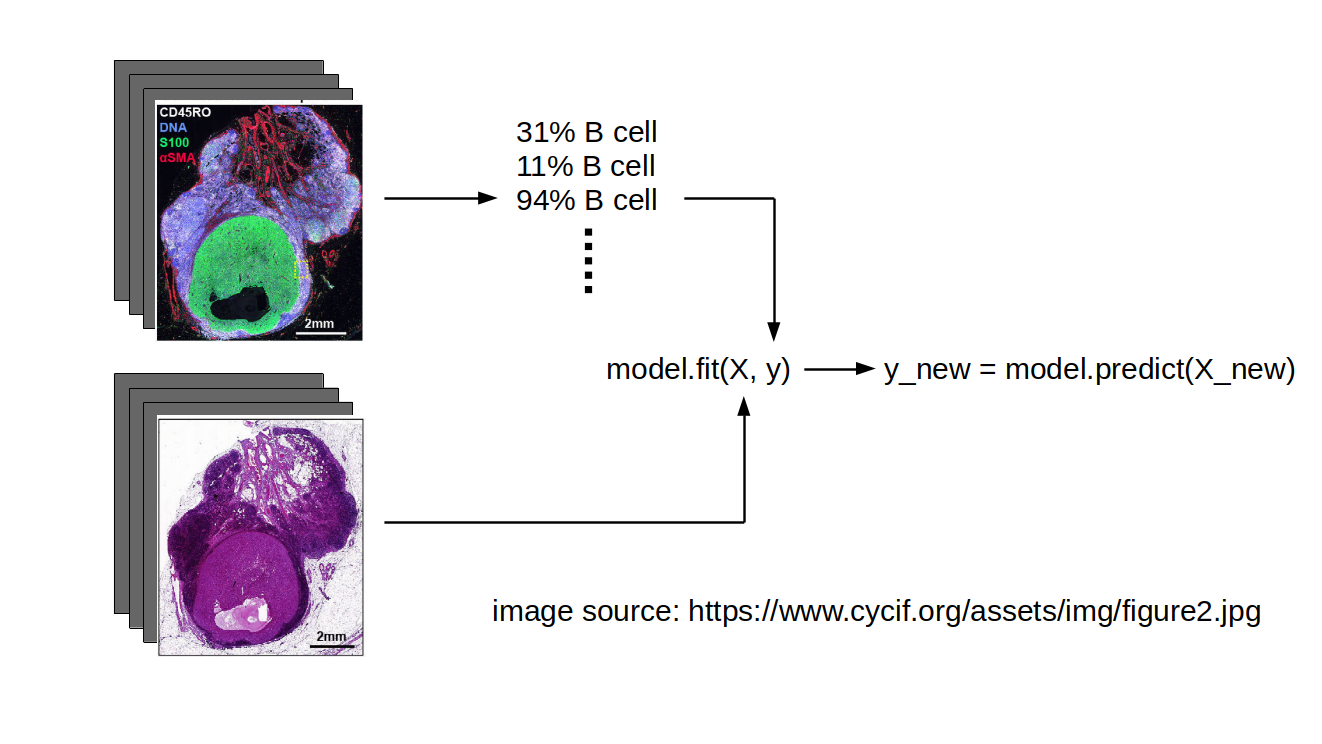 CD45RO
DNA
S100
αSMA
2mm
31% B cell
11% B cell
94% B cell
model.fit(X, y)
y_new = model.predict(X_new)
2mm
image source: https://www.cycif.org/assets/img/figure2.jpg